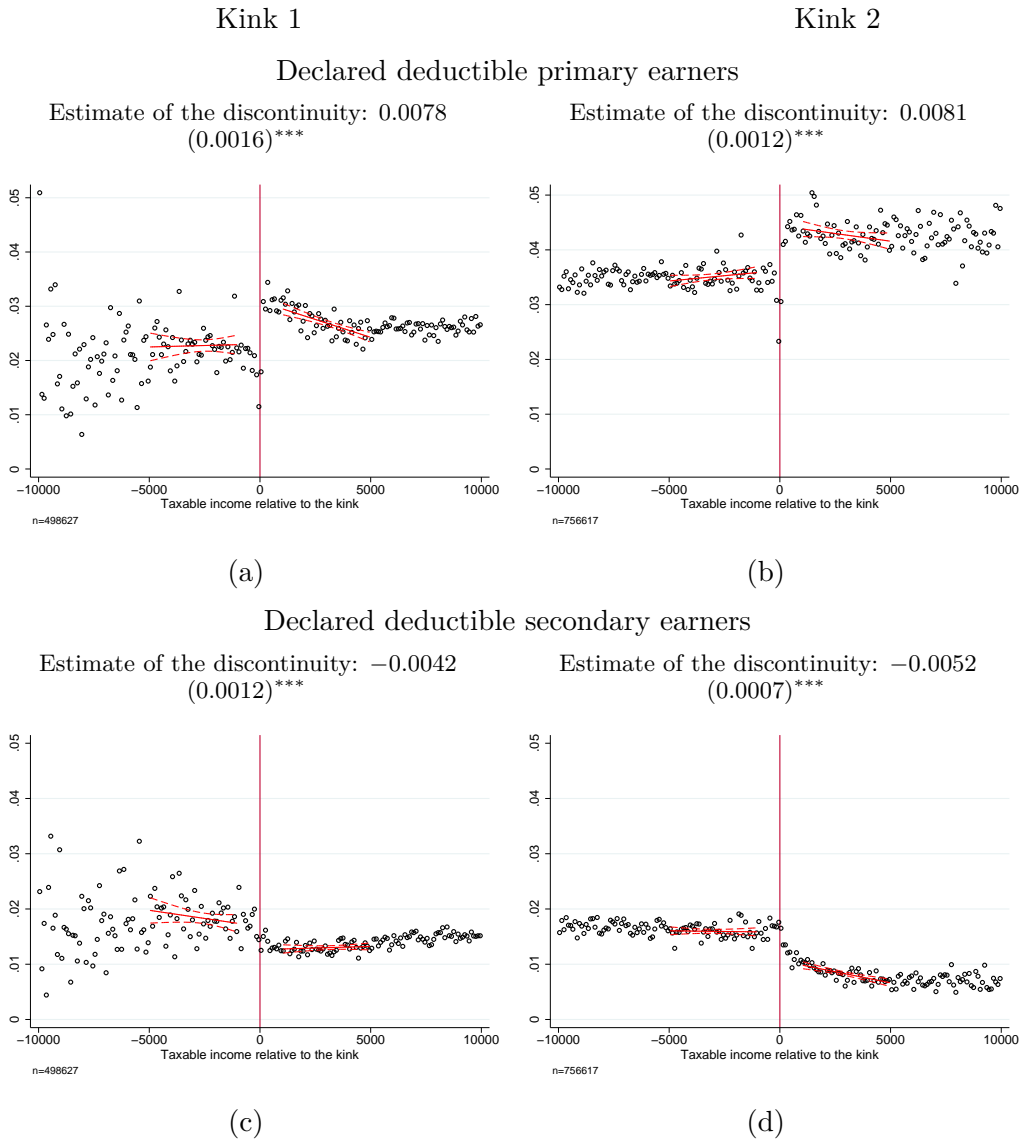 Kink 1
Kink 2
Declared deductible primary earners
Estimate of the discontinuity: 0.0078
(0.0016)***
Estimate of the discontinuity: 0.0081
(0.0012)***
.05
.04
.03
.02
.01
0
−10000 −5000 0 5000 10000
Taxable income relative to the kink
n=498627
.05
.04
.03
.02
.01
0
−10000 −5000 0 5000 10000
Taxable income relative to the kink
n=756617
(a)
(b)
Declared deductible secondary earners
Estimate of the discontinuity: −0.0042
(0.0012)***
Estimate of the discontinuity: −0.0052
(0.0007)***
.05
.04
.03
.02
.01
0
−10000 −5000 0 5000 10000
Taxable income relative to the kink
n=498627
.05
.04
.03
.02
.01
0
−10000 −5000 0 5000 10000
Taxable income relative to the kink
n=756617
(c)
(d)